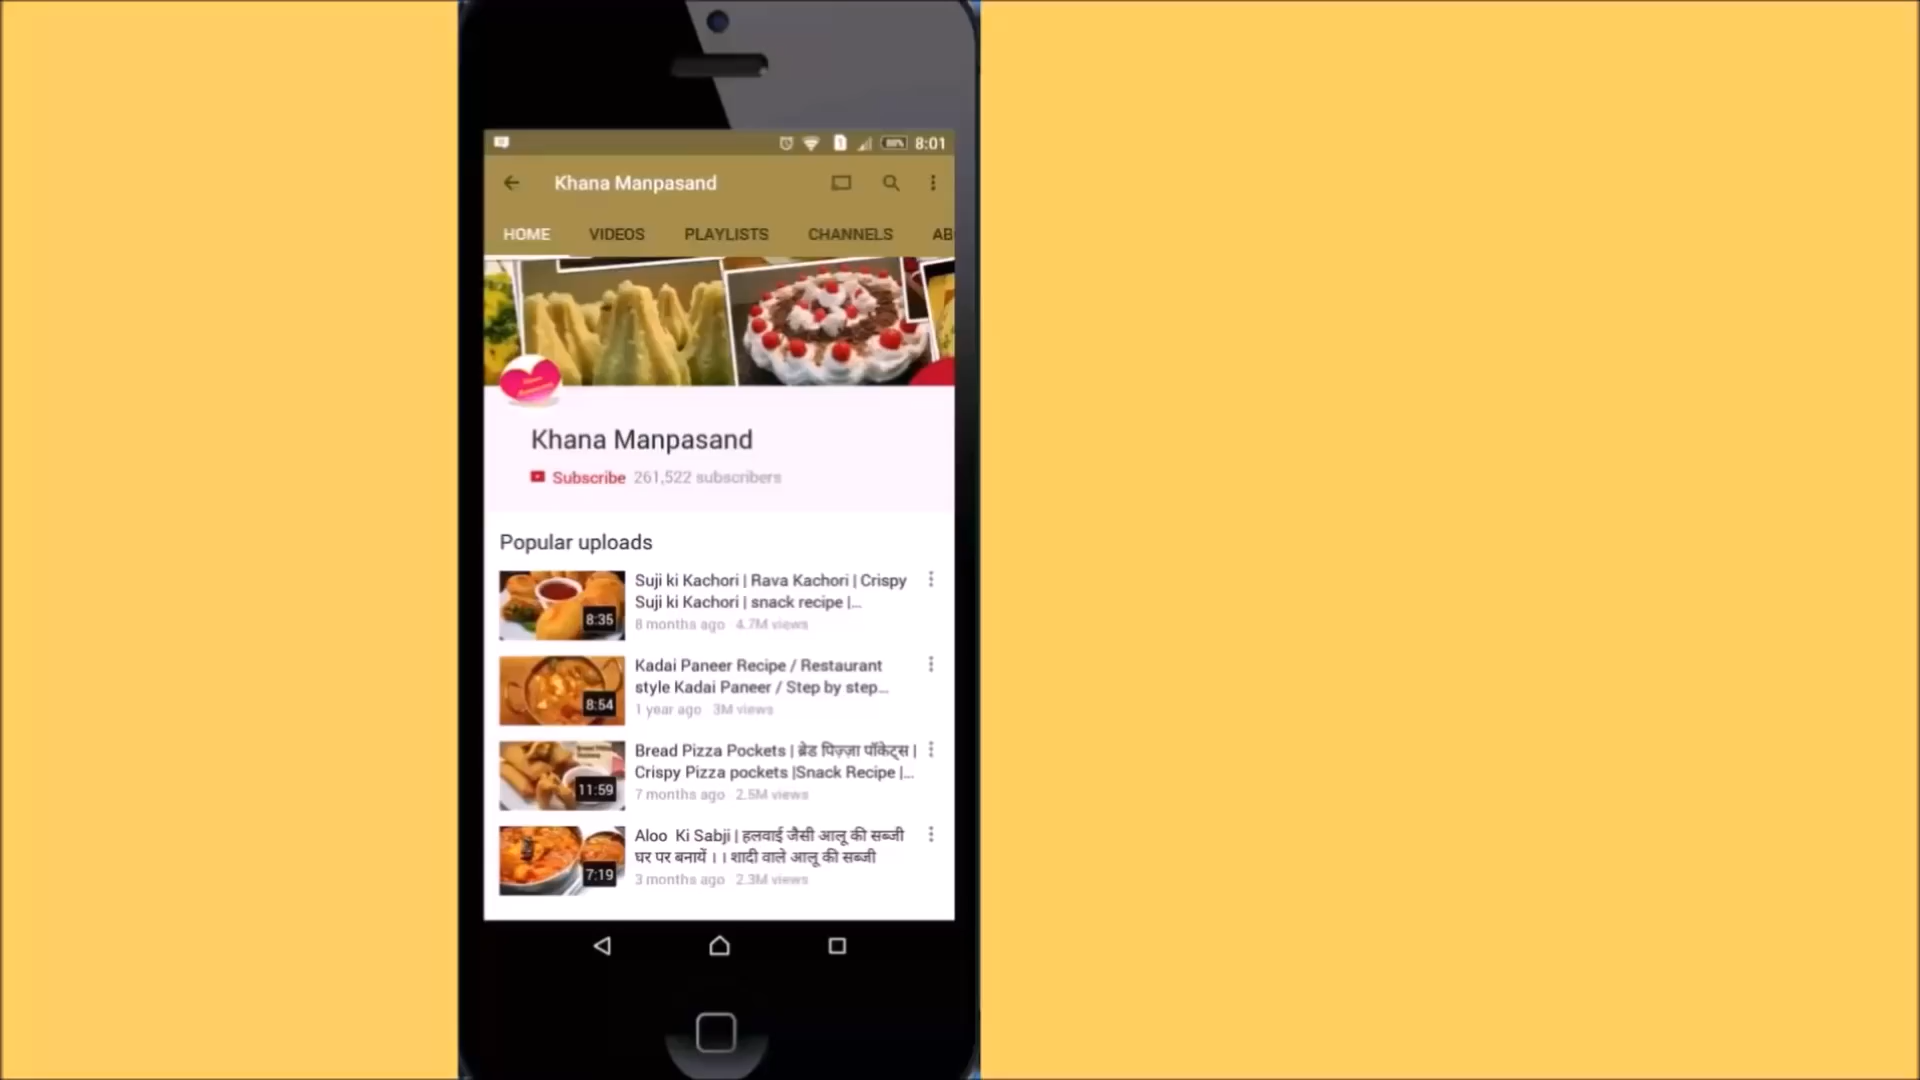 8:01
Khana Manpasand
HOME VIDEOS PLAYLISTS CHANNELS AB
Khana Manpasand
Subscribe 261,522 subscribers
Popular uploads
Suji ki Kachori | Rava Kachori | Crispy
Suji ki Kachori | snack recipe |...
8:35
8 months ago 4.7M views
Kadai Paneer Recipe / Restaurant
style Kadai Paneer / Step by step...
8:54
1 year ago 3M views
Bread Pizza Pockets | ब्रेड पिज़्ज़ा पॉकेट्स |
Crispy Pizza pockets |Snack Recipe |...
11:59
7 months ago 2.5M views
Aloo Ki Sabji | हलवाई जैसी आलू की सब्जी
घर पर बनायें । । शादी वाले आलू की सब्जी
7:19
3 months ago 2.3M views